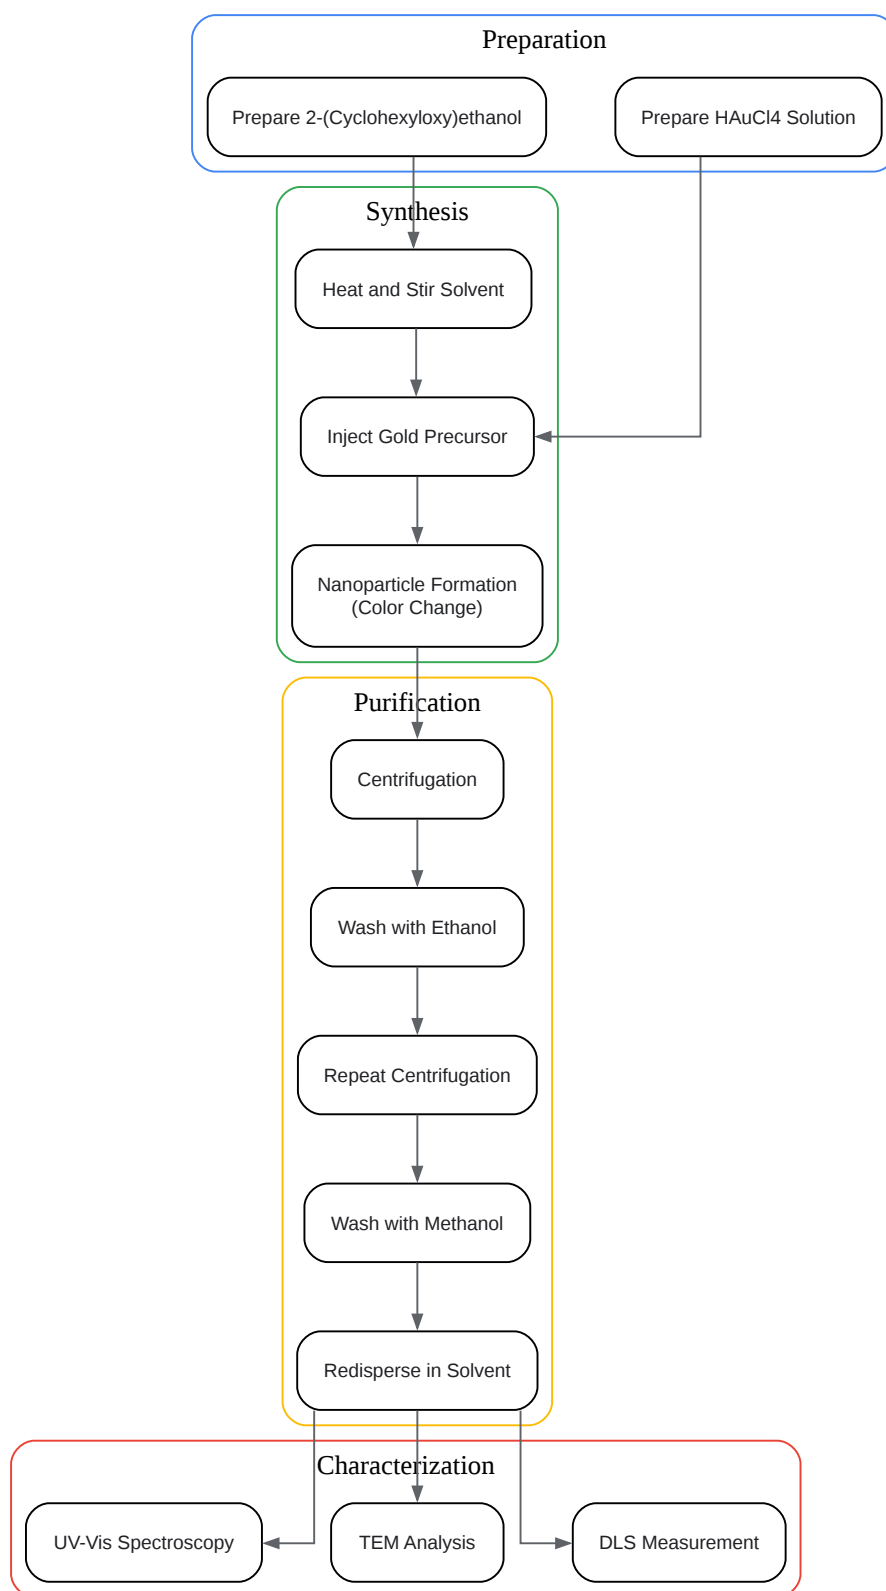 Preparation
Prepare 2-(Cyclohexyloxy)ethanol
Prepare HAuCl4 Solution
Synthesis
Heat and Stir Solvent
Inject Gold Precursor
Nanoparticle Formation
(Color Change)
Purification
Centrifugation
Wash with Ethanol
Repeat Centrifugation
Wash with Methanol
Redisperse in Solvent
Characterization
UV-Vis Spectroscopy
TEM Analysis
DLS Measurement